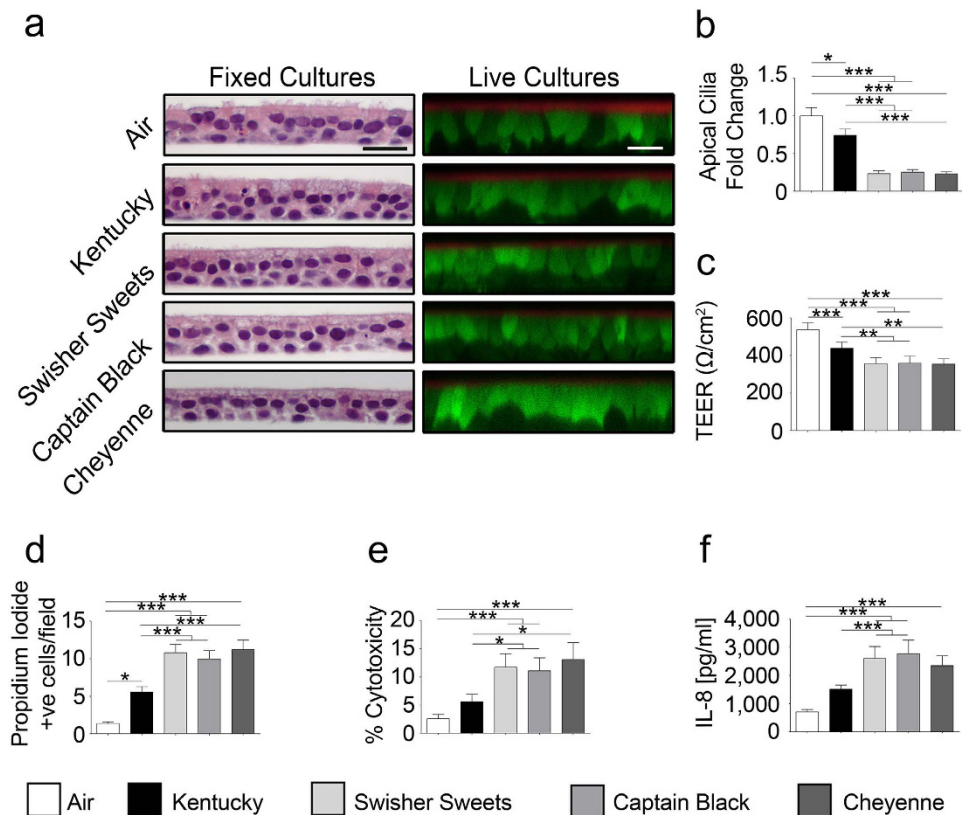 a
Fixed Cultures
Live Cultures
Air
Kentucky
Swisher Sweets
Captain Black
Cheyenne
b
Apical Cilia
Fold Change
1.5
1.0
0.5
0
*
***
***
***
***
c
TEER (Ω/cm²)
600
400
200
0
***
***
***
**
**
d
Propidium Iodide
+ve cells/field
15
10
5
0
***
***
***
***
*
e
% Cytotoxicity
20
15
10
5
0
***
***
*
*
f
IL-8 [pg/ml]
4,000
3,000
2,000
1,000
0
***
***
***
Air
Kentucky
Swisher Sweets
Captain Black
Cheyenne